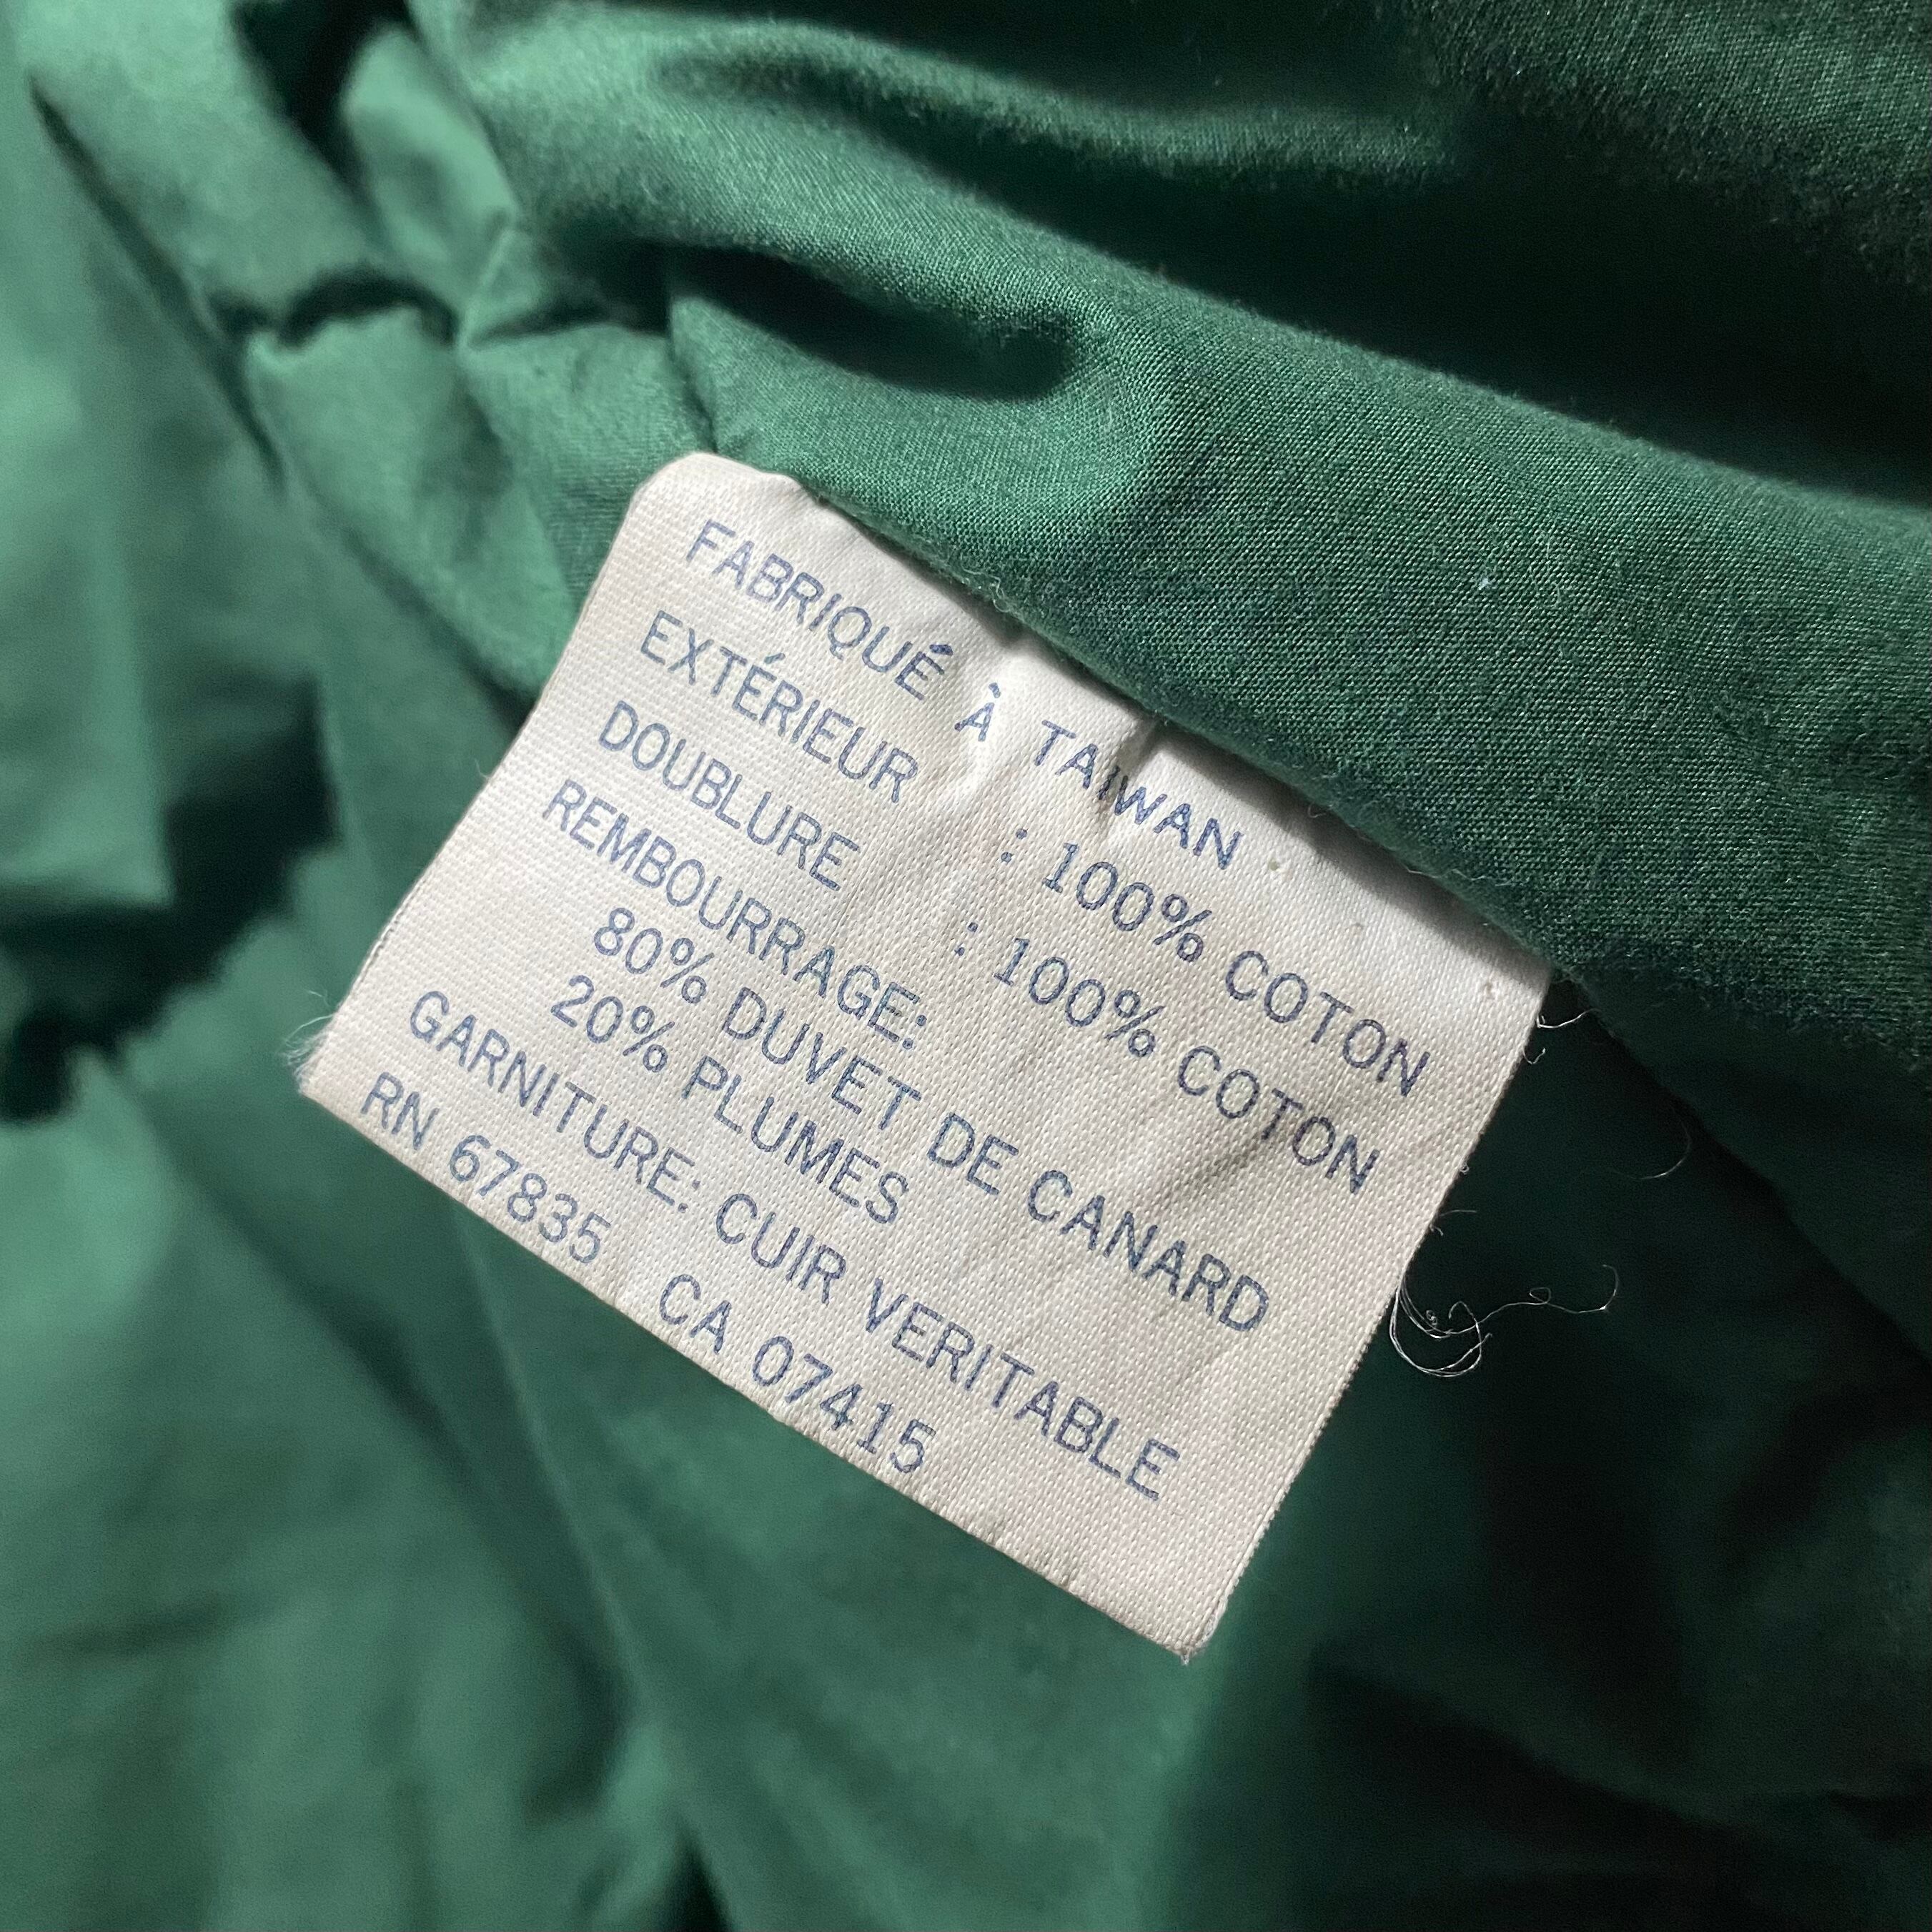 FABRIQUÉ À TAIWAN
EXTÉRIEUR : 100% COTON
DOUBLURE : 100% COTON
REMBOURRAGE:
80% DUVET DE CANARD
20% PLUMES
GARNITURE: CUIR VERITABLE
RN 67835 CA 07415